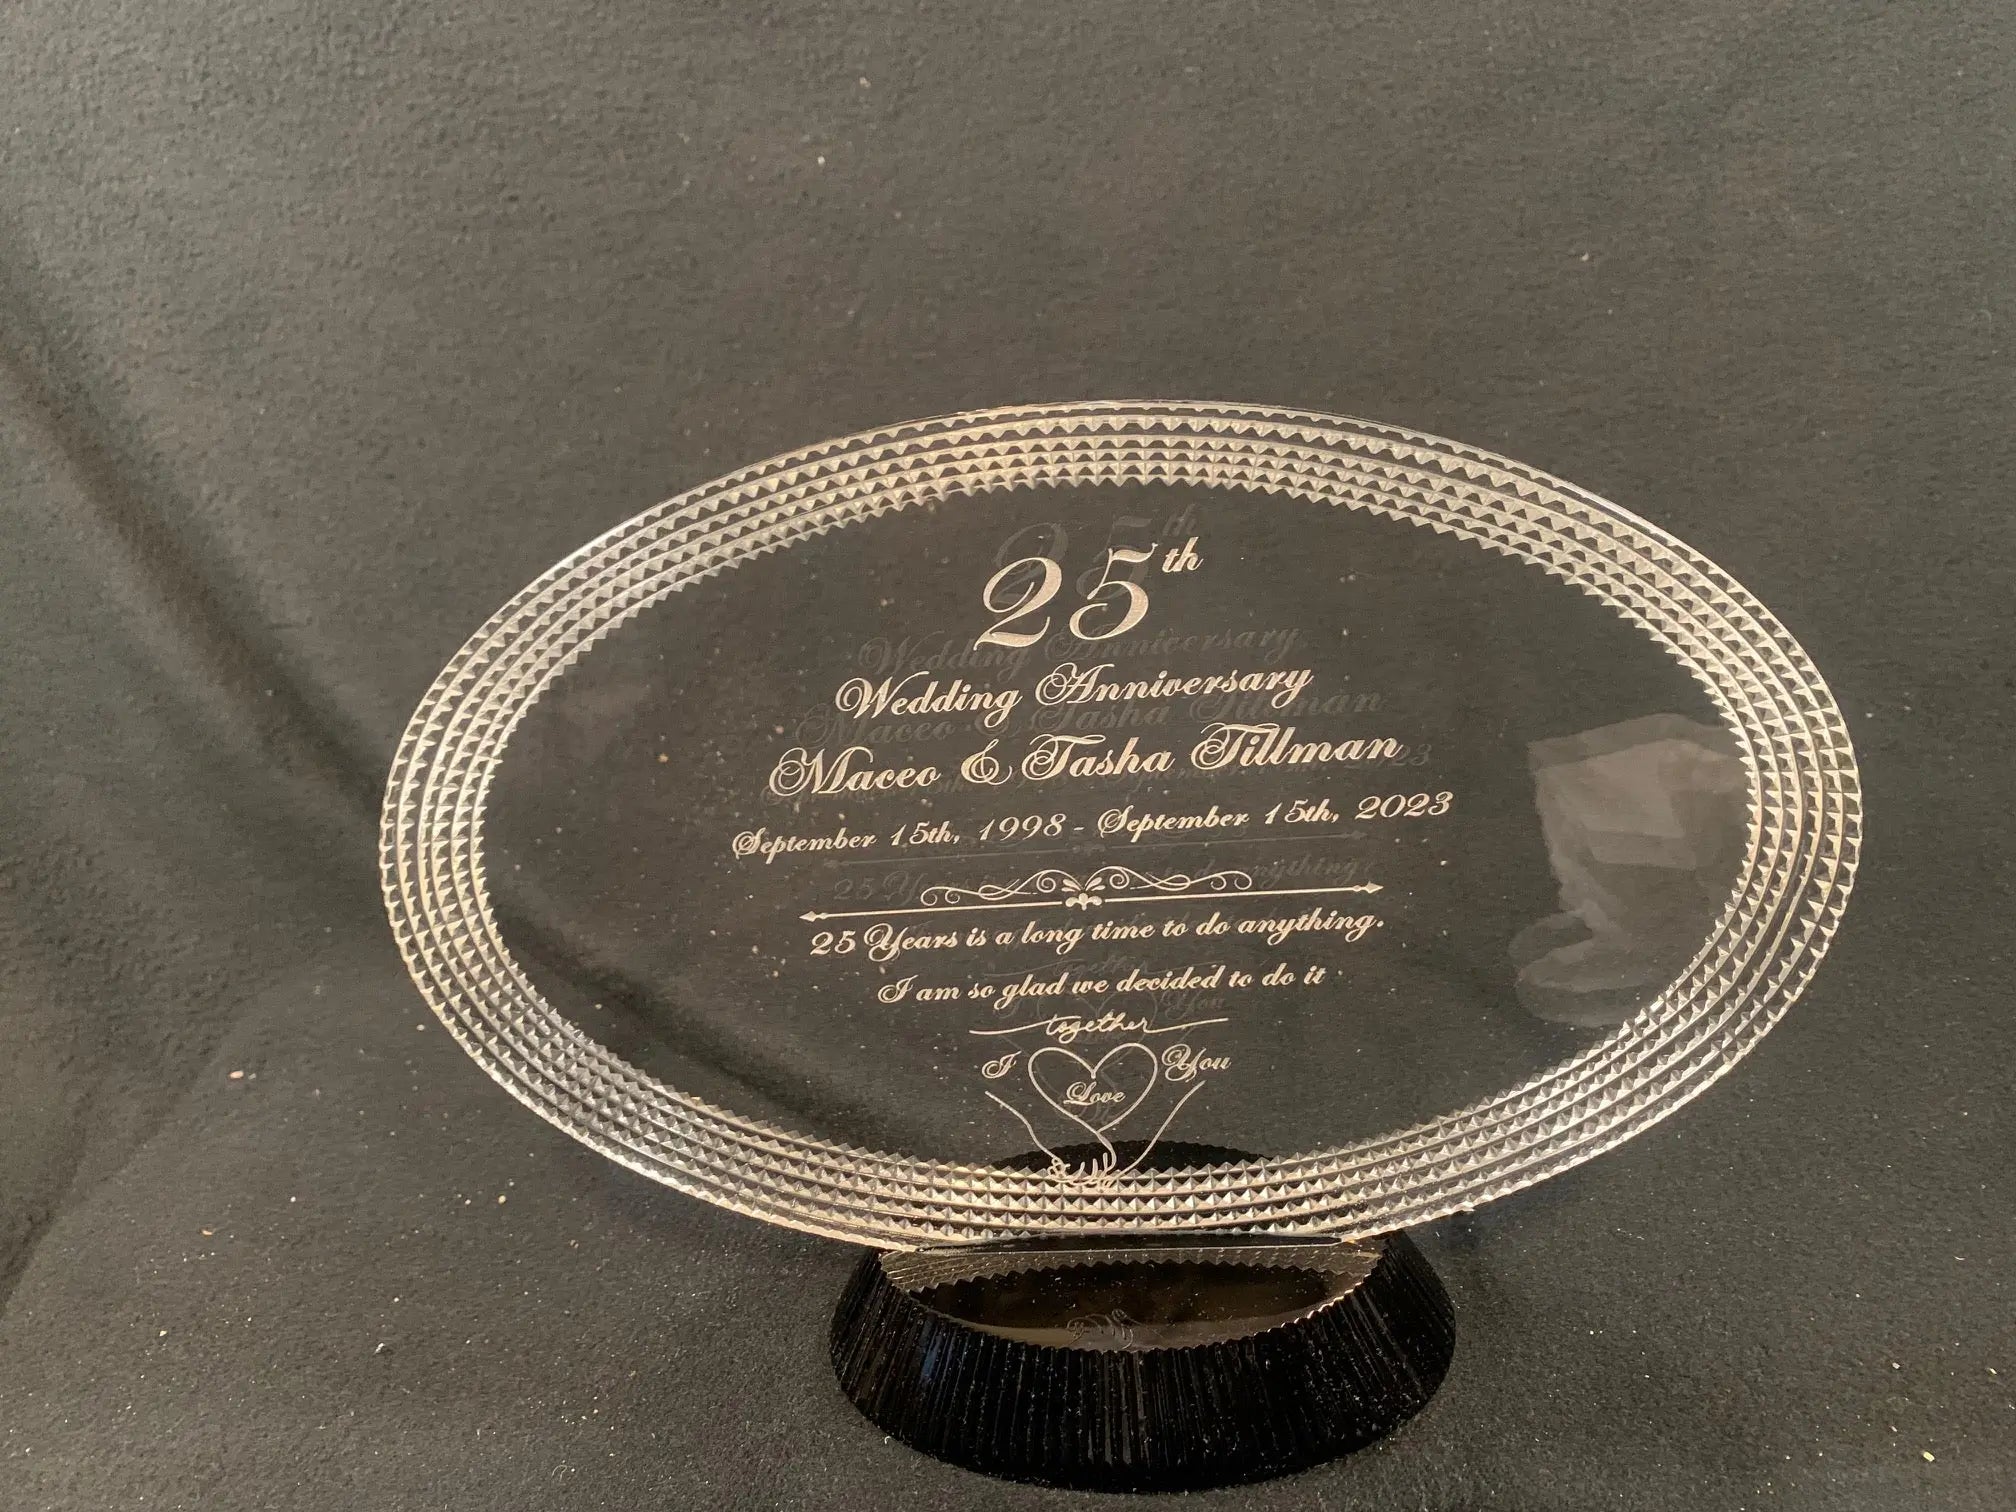 25th
Wedding Anniversary
Maceo & Tasha Tillman
September 15th, 1998 - September 15th, 2023
25 Years is a long time to do anything.
I am so glad we decided to do it
together
I Love You